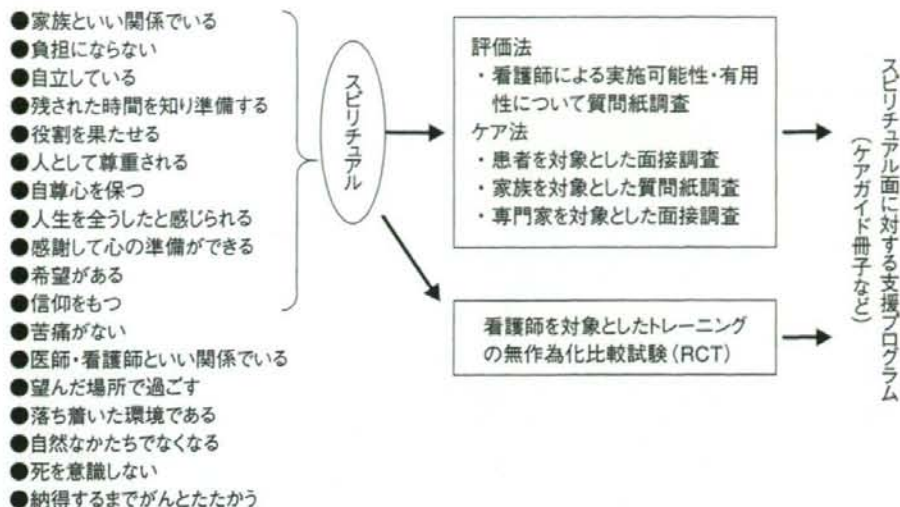 ●家族といい関係でいる
●負担にならない
●自立している
●残された時間を知り準備する
●役割を果たせる
●人として尊重される
●自尊心を保つ
●人生を全うしたと感じられる
●感謝して心の準備ができる
●希望がある
●信仰をもつ
●苦痛がない
●医師・看護師といい関係でいる
●望んだ場所で過ごす
●落ち着いた環境である
●自然なかたちでなくなる
●死を意識しない
●納得するまでがんとたたかう
スピリチュアル
評価法
・看護師による実施可能性・有用
性について質問紙調査
ケア法
・患者を対象とした面接調査
・家族を対象とした質問紙調査
・専門家を対象とした面接調査
看護師を対象としたトレーニング
の無作為化比較試験(RCT)
スピリチュアル面に対する支援プログラム
(ケアガイド冊子など)